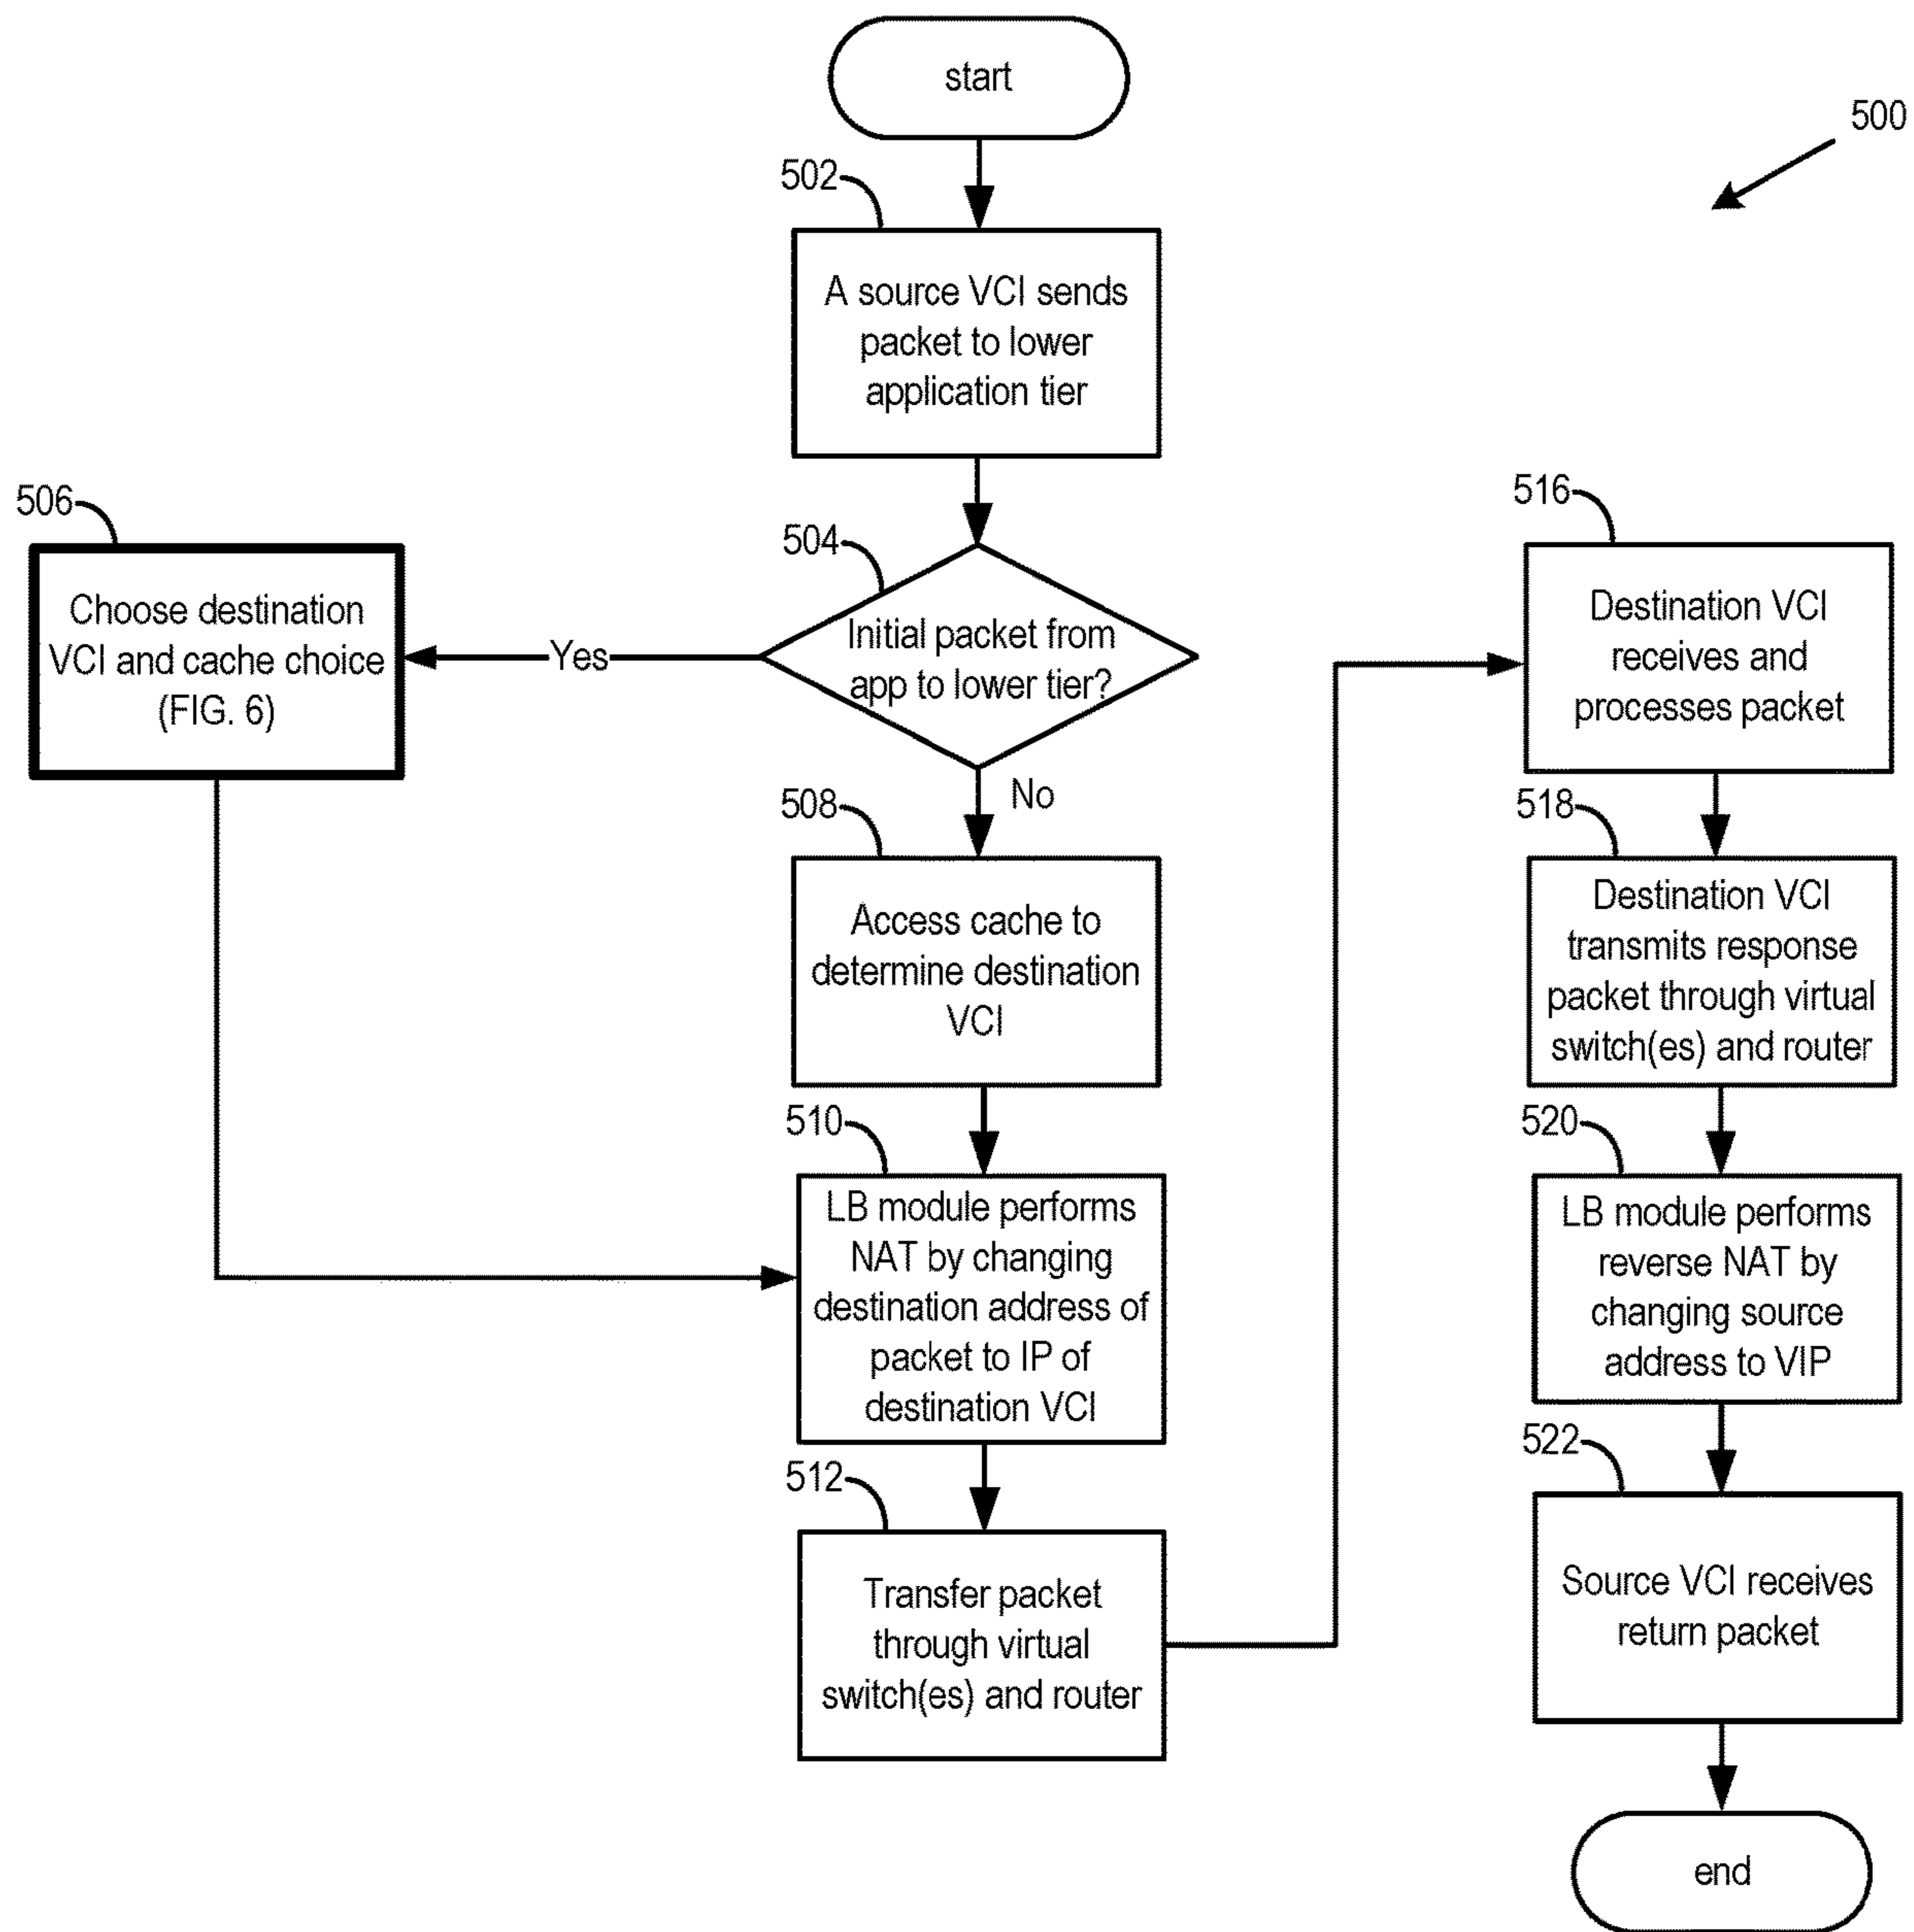 start
500
502
A source VCI sends
packet to lower
application tier
504
Initial packet from
app to lower tier?
Yes
506
Choose destination
VCI and cache choice
(FIG. 6)
No
508
Access cache to
determine destination
VCI
510
LB module performs
NAT by changing
destination address of
packet to IP of
destination VCI
512
Transfer packet
through virtual
switch(es) and router
516
Destination VCI
receives and
processes packet
518
Destination VCI
transmits response
packet through virtual
switch(es) and router
520
LB module performs
reverse NAT by
changing source
address to VIP
522
Source VCI receives
return packet
end